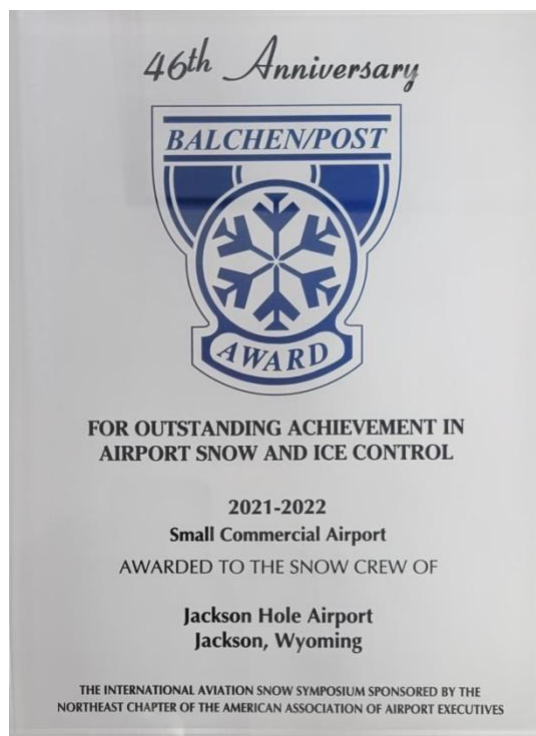 46th Anniversary
BALCHEN/POST
AWARD
FOR OUTSTANDING ACHIEVEMENT IN
AIRPORT SNOW AND ICE CONTROL
2021-2022
Small Commercial Airport
AWARDED TO THE SNOW CREW OF
Jackson Hole Airport
Jackson, Wyoming
THE INTERNATIONAL AVIATION SNOW SYMPOSIUM SPONSORED BY THE
NORTHEAST CHAPTER OF THE AMERICAN ASSOCIATION OF AIRPORT EXECUTIVES